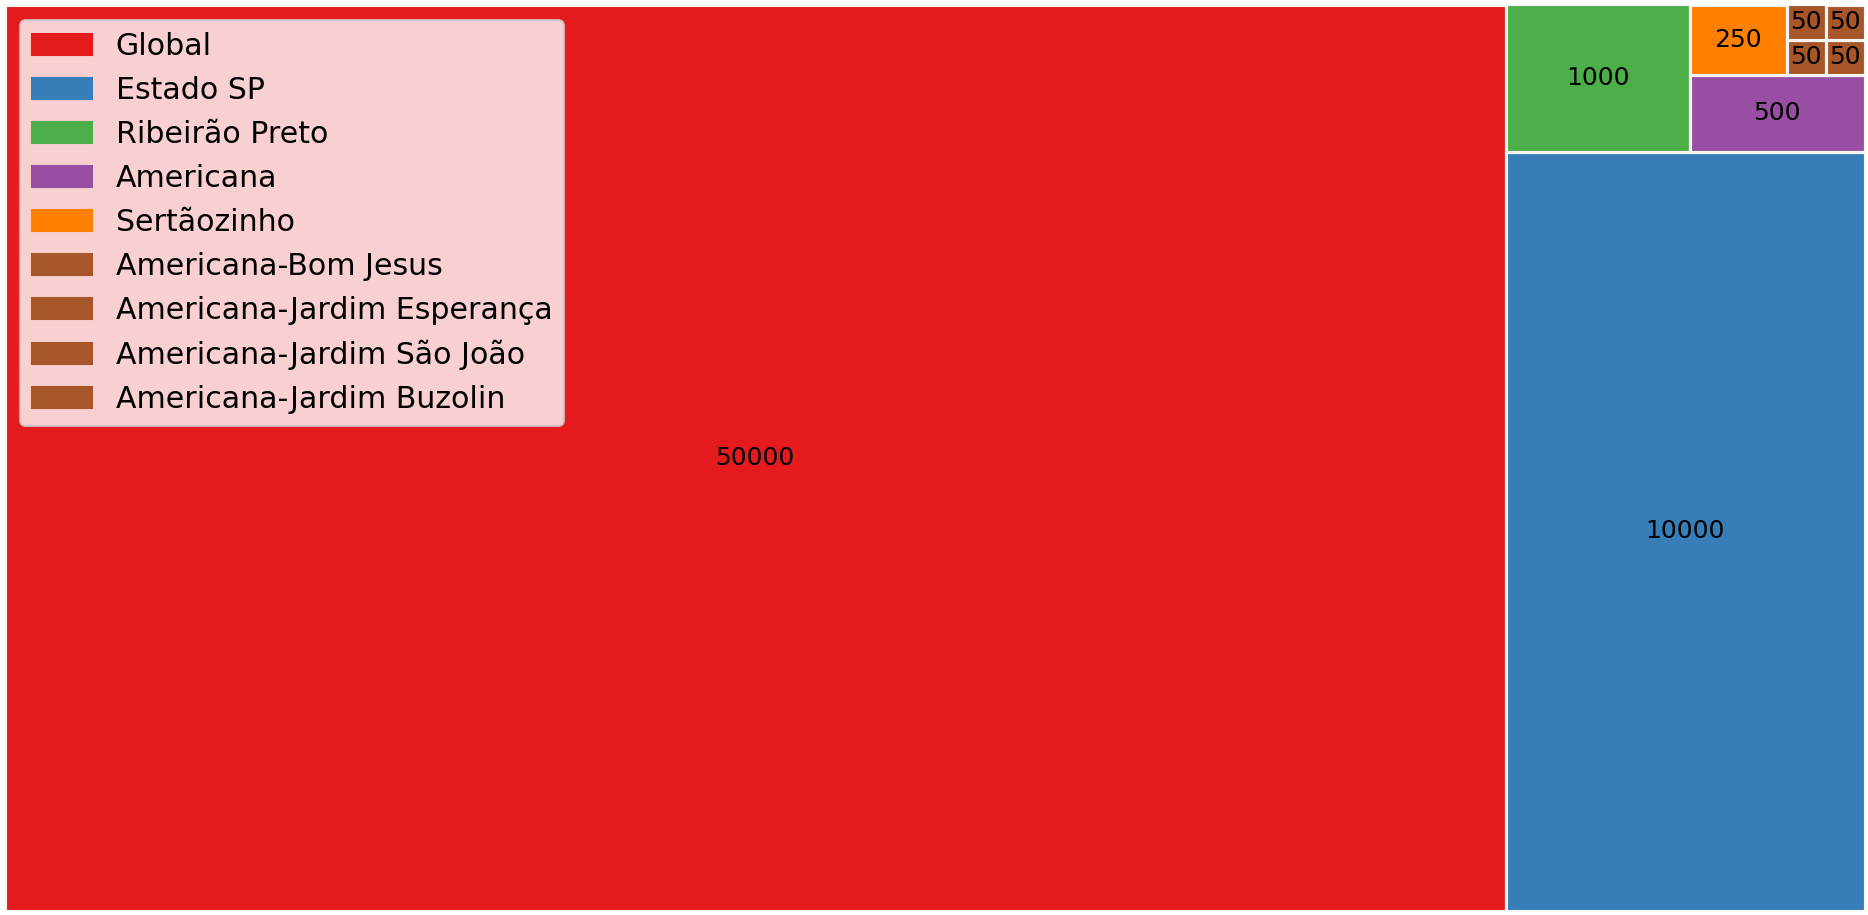 Global
Estado SP
Ribeirão Preto
Americana
Sertãozinho
Americana-Bom Jesus
Americana-Jardim Esperança
Americana-Jardim São João
Americana-Jardim Buzolin
50000
1000
250
50 50
50 50
500
10000